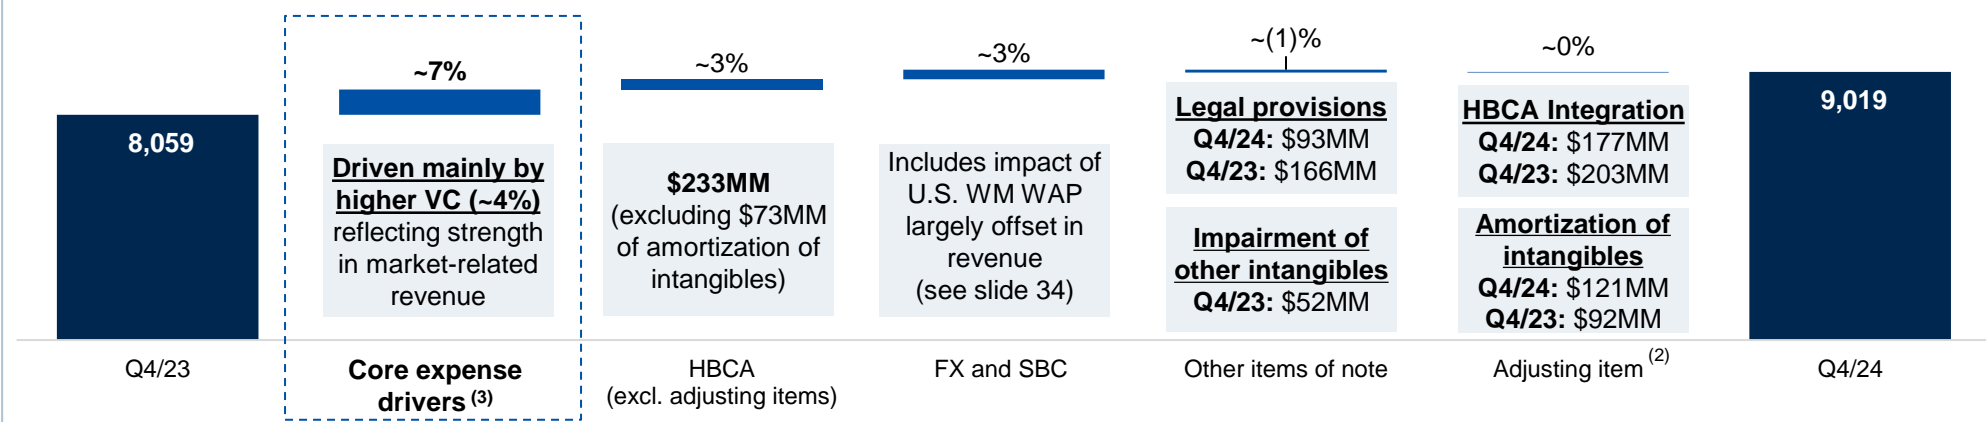 8,059
Q4/23
~7%
Driven mainly by
higher VC (~4%)
reflecting strength
in market-related
revenue
Core expense
drivers (3)
~3%
$233MM
(excluding $73MM
of amortization of
intangibles)
HBCA
(excl. adjusting items)
~3%
Includes impact of
U.S. WM WAP
largely offset in
revenue
(see slide 34)
FX and SBC
~(1)%
Legal provisions
Q4/24: $93MM
Q4/23: $166MM
Impairment of
other intangibles
Q4/23: $52MM
Other items of note
~0%
HBCA Integration
Q4/24: $177MM
Q4/23: $203MM
Amortization of
intangibles
Q4/24: $121MM
Q4/23: $92MM
Adjusting item (2)
9,019
Q4/24